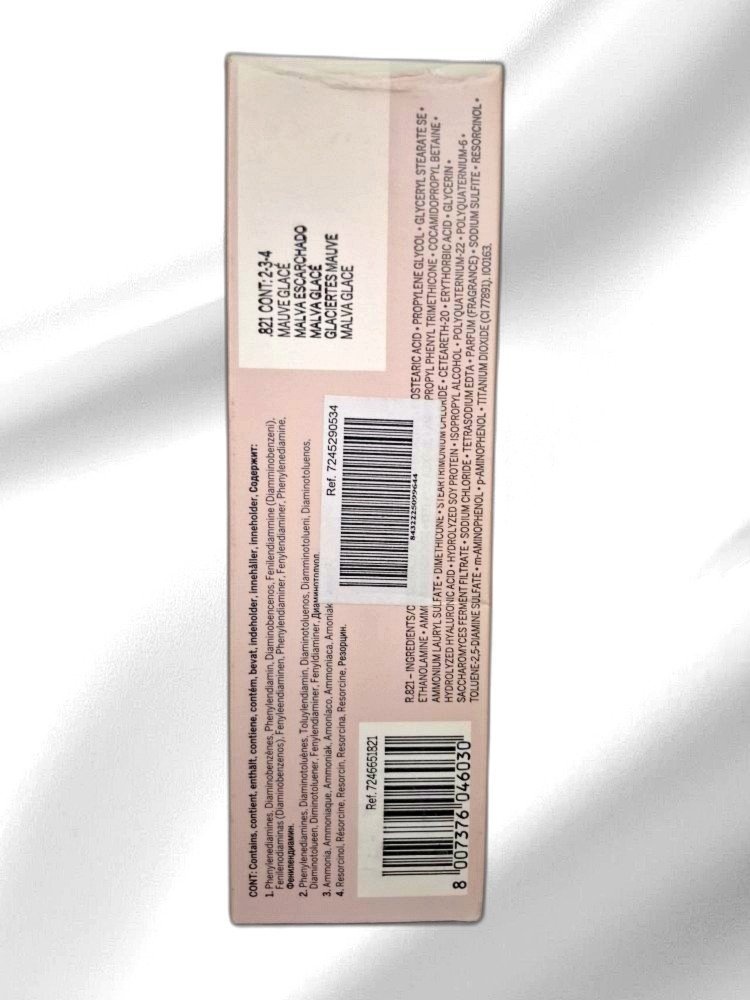 CONT: Contains, contient, enthält, contiene, contém, bevat, indeholder, innehåller, inneholder, Содержит:
1. Phenylenediamines, Diaminobenzènes, Phenylendiamin, Diaminobencenos, Fenilendiammine (Diamminobenzeni),
Fenilenodiaminas (Diaminobenzenos), Fenyleendiaminen, Phenylendiaminer, Fenylendiaminer, Phenylenediamine,
Фенилендиамин.
2. Phenylenediamines, Diaminotoluènes, Toluylendiamin, Diaminotoluenos, Diamminotolueni, Diaminotoluenos,
Diaminotolueen, Diminotoluener, Fenylendiaminer, Fenyldiaminer, Диаминотолуол.
3. Ammonia, Ammoniaque, Ammoniak, Amoníaco, Ammoniaca, Amoniak
4. Resorcinol, Résorcine, Resorcin, Resorcina, Resorcine, Резорцин.
.821 CONT: 2-3-4
MAUVE GLACÉ
MALVA ESCARCHADO
MALVA GLACÉ
GLACIERTES MAUVE
MALVA GLACE
Ref. 7245290534
8432225099644
Ref. 7246651821
8 007376 046030
R.821 – INGREDIENTS/C OSTEARIC ACID • PROPYLENE GLYCOL • GLYCERYL STEARATE SE •
ETHANOLAMINE • AMM PROPYL PHENYL TRIMETHICONE • COCAMIDOPROPYL BETAINE •
AMMONIUM LAURYL SULFATE • DIMETHICONE • STEARTRIMONIUM CHLORIDE • CETEARETH-20 • ERYTHORBIC ACID • GLYCERIN •
HYDROLYZED HYALURONIC ACID • HYDROLYZED SOY PROTEIN • ISOPROPYL ALCOHOL • POLYQUATERNIUM-22 • POLYQUATERNIUM-6 •
SACCHAROMYCES FERMENT FILTRATE • SODIUM CHLORIDE • TETRASODIUM EDTA • PARFUM (FRAGRANCE) • SODIUM SULFITE • RESORCINOL •
TOLUENE-2,5-DIAMINE SULFATE • m-AMINOPHENOL • p-AMINOPHENOL • TITANIUM DIOXIDE (CI 77891). I00163.